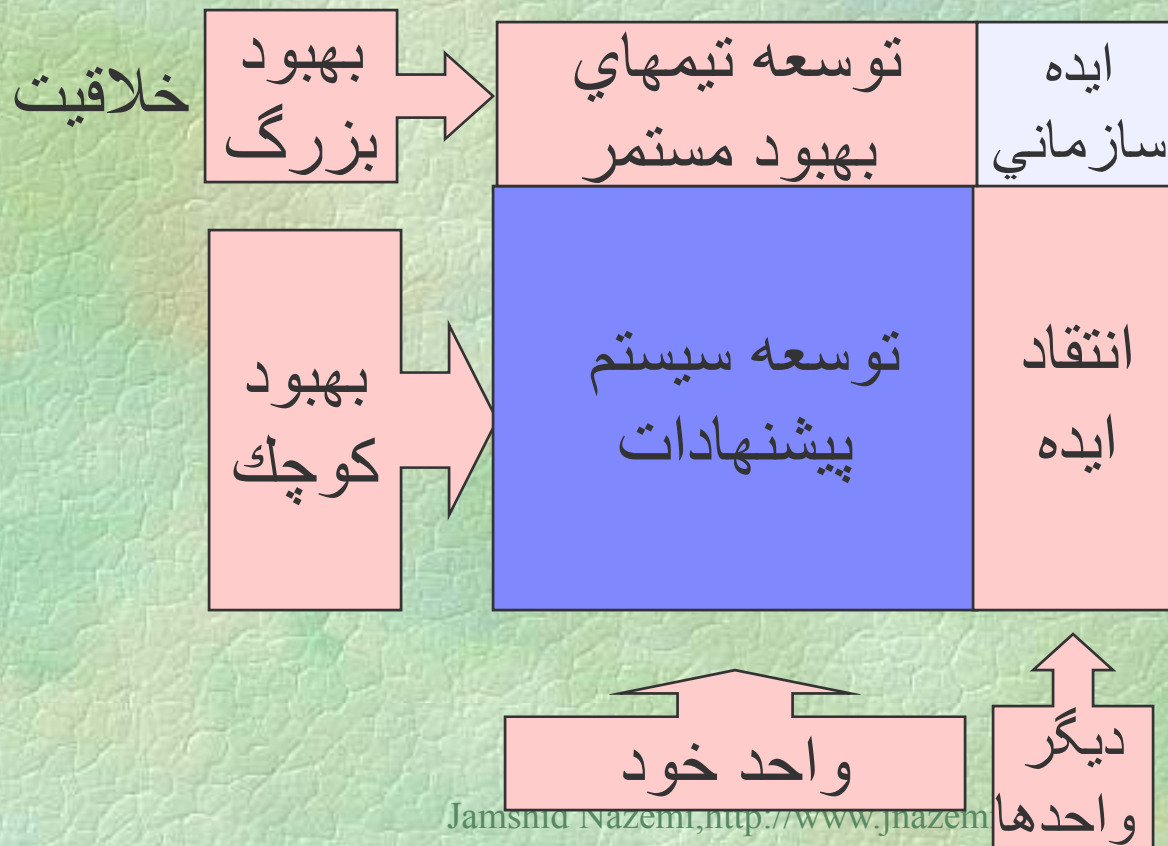 خلاقيت
بهبود
بزرگ
توسعه تيمهاي
بهبود مستمر
ايده
سازماني
بهبود
كوچك
توسعه سيستم
پيشنهادات
انتقاد
ايده
واحد خود
ديگر
واحدها
Jamshid Nazemi,http://www.jnazem